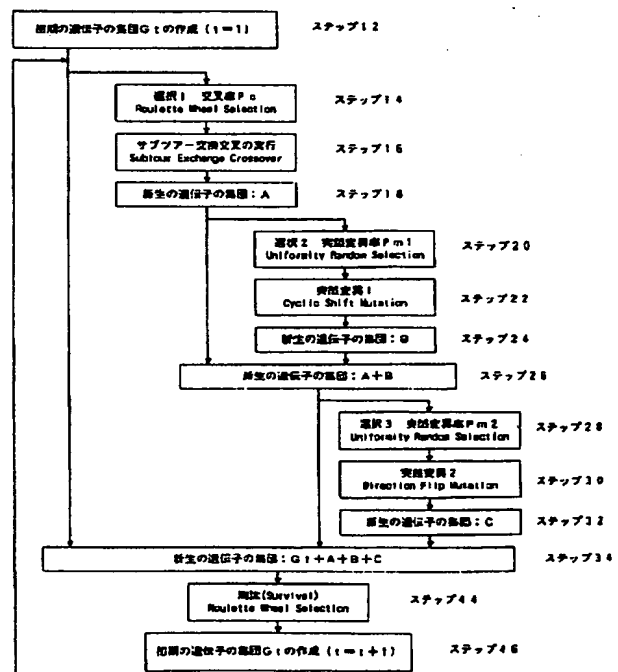 初期の遺伝子の集団Gtの作成（t＝1）
ステップ12
選択1 交叉率Pc
Roulette Wheel Selection
ステップ14
サブツアー交換交叉の実行
Subtour Exchange Crossover
ステップ16
新生の遺伝子の集団：A
ステップ18
選択2 突然変異率Pm1
Uniformity Random Selection
ステップ20
突然変異1
Cyclic Shift Mutation
ステップ22
新生の遺伝子の集団：B
ステップ24
新生の遺伝子の集団：A＋B
ステップ26
選択3 突然変異率Pm2
Uniformity Random Selection
ステップ28
突然変異2
Direction Flip Mutation
ステップ30
新生の遺伝子の集団：C
ステップ32
新生の遺伝子の集団：Gt＋A＋B＋C
ステップ34
淘汰(Survival)
Roulette Wheel Selection
ステップ44
初期の遺伝子の集団Gtの作成（t＝t＋1）
ステップ46